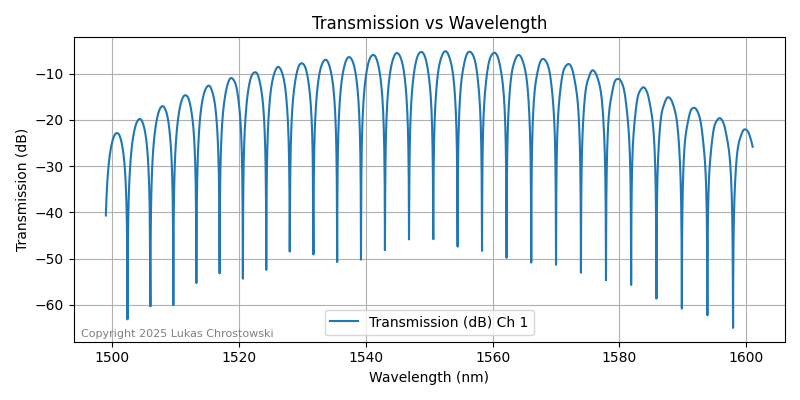 Transmission vs Wavelength
Transmission (dB)
−10
−20
−30
−40
−50
−60
Transmission (dB) Ch 1
Copyright 2025 Lukas Chrostowski
1500
1520
1540
1560
1580
1600
Wavelength (nm)